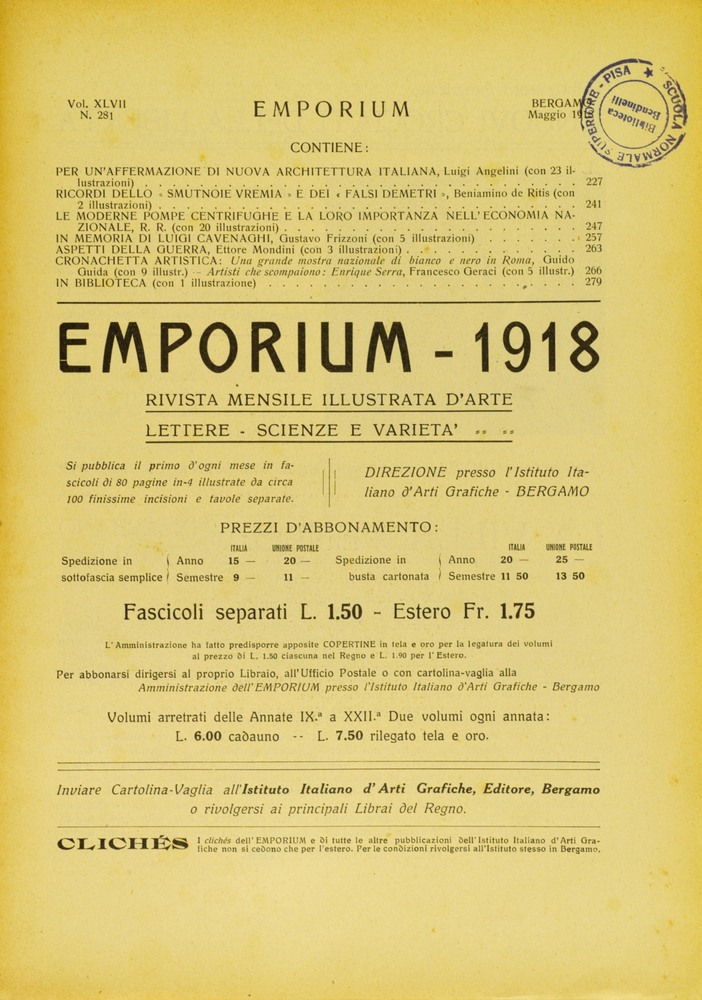 Vol. XLVII
N. 281
EMPORIUM
BERGAM
Maggio 19
SCUOLA NORMALE SUPERIORE - PISA ★
Biblioteca
Bendinelli
CONTIENE:
PER UN'AFFERMAZIONE DI NUOVA ARCHITETTURA ITALIANA, Luigi Angelini (con 23 il-
lustrazioni) . . . . . . . . . . . . . . . . 227
RICORDI DELLO « SMUTNOIE VREMIA » E DEI « FALSI DEMETRI », Beniamino de Ritis (con
2 illustrazioni) . . . . . . . . . . . . . . . . 241
LE MODERNE POMPE CENTRIFUGHE E LA LORO IMPORTANZA NELL'ECONOMIA NA-
ZIONALE, R. R. (con 20 illustrazioni) . . . . . . . . . . . . 247
IN MEMORIA DI LUIGI CAVENAGHI, Gustavo Frizzoni (con 5 illustrazioni) . . . . 257
ASPETTI DELLA GUERRA, Ettore Mondini (con 3 illustrazioni) . . . . . . . . 263
CRONACHETTA ARTISTICA: Una grande mostra nazionale di bianco e nero in Roma, Guido
Guida (con 9 illustr.) — Artisti che scompaiono: Enrique Serra, Francesco Geraci (con 5 illustr.) 266
IN BIBLIOTECA (con 1 illustrazione) . . . . . . . . . . . . 279
EMPORIUM - 1918
RIVISTA MENSILE ILLUSTRATA D'ARTE
LETTERE - SCIENZE E VARIETA'
Si pubblica il primo d'ogni mese in fa-
scicoli di 80 pagine in-4 illustrate da circa
100 finissime incisioni e tavole separate.
DIREZIONE presso l'Istituto Ita-
liano d'Arti Grafiche - BERGAMO
PREZZI D'ABBONAMENTO:
ITALIA UNIONE POSTALE ITALIA UNIONE POSTALE
Spedizione in Anno 15 — 20 — Spedizione in Anno 20 — 25 —
sottofascia semplice Semestre 9 — 11 — busta cartonata Semestre 11 50 13 50
Fascicoli separati L. 1.50 - Estero Fr. 1.75
L'Amministrazione ha fatto predisporre apposite COPERTINE in tela e oro per la legatura dei volumi
al prezzo di L. 1.50 ciascuna nel Regno e L. 1.90 per l'Estero.
Per abbonarsi dirigersi al proprio Libraio, all'Ufficio Postale o con cartolina-vaglia alla
Amministrazione dell'EMPORIUM presso l'Istituto Italiano d'Arti Grafiche - Bergamo
Volumi arretrati delle Annate IX.ª a XXII.ª Due volumi ogni annata:
L. 6.00 cadauno -- L. 7.50 rilegato tela e oro.
Inviare Cartolina-Vaglia all'Istituto Italiano d'Arti Grafiche, Editore, Bergamo
o rivolgersi ai principali Librai del Regno.
CLICHÉS I clichés dell'EMPORIUM e di tutte le altre pubblicazioni dell'Istituto Italiano d'Arti Gra-
fiche non si cedono che per l'estero. Per le condizioni rivolgersi all'Istituto stesso in Bergamo.